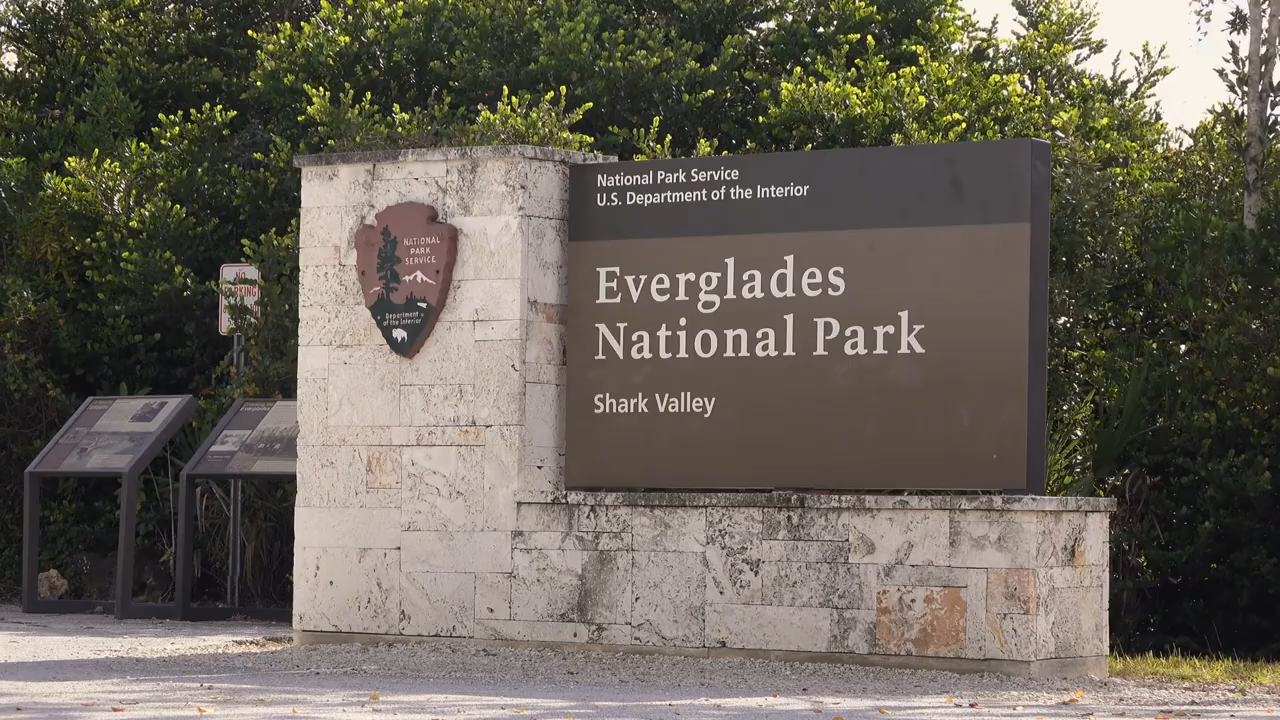 National Park Service
U.S. Department of the Interior
Everglades
National Park
Shark Valley
NATIONAL
PARK
SERVICE
Department
of the Interior
NO
PARKING
Everglades